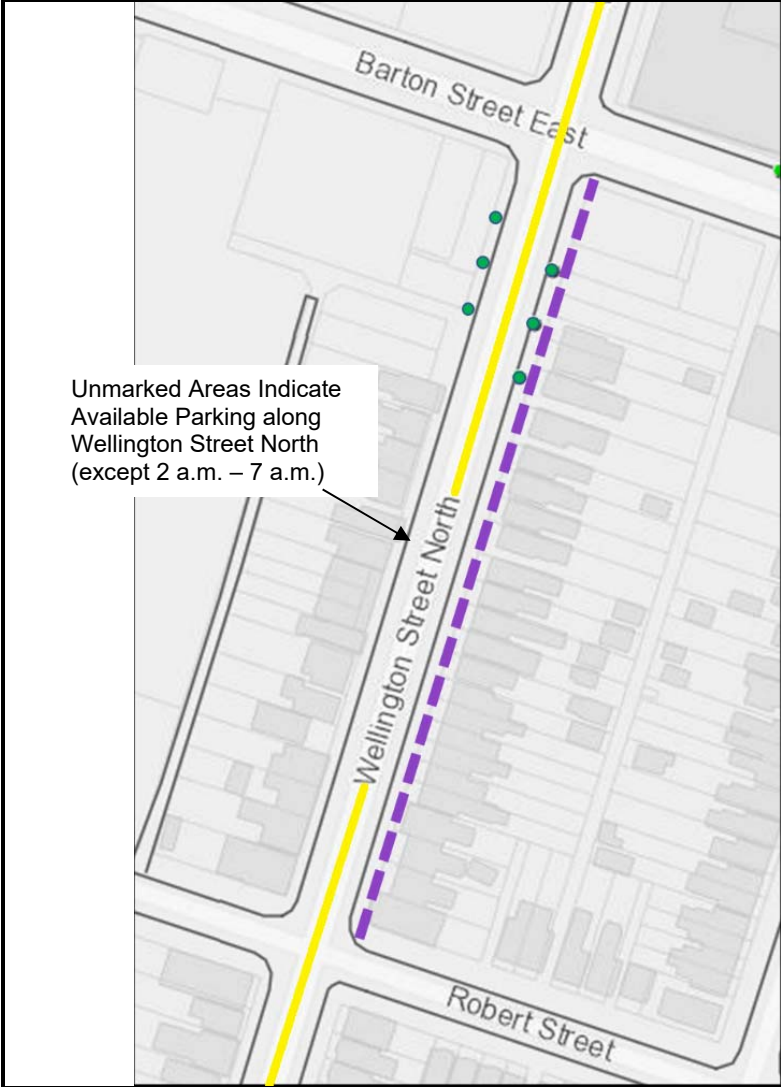 Barton Street East
Unmarked Areas Indicate
Available Parking along
Wellington Street North
(except 2 a.m. – 7 a.m.)
Wellington Street North
Robert Street